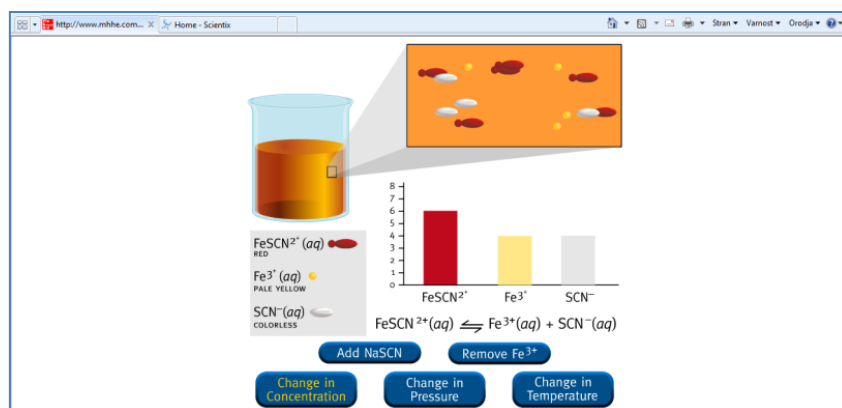 http://www.mhhe.com... X Home - Scientix Stran Varnost Orodja
8
7
6
5
4
3
2
1
0
FeSCN²⁺ Fe³⁺ SCN⁻
FeSCN²⁺(aq)
RED
Fe³⁺(aq)
PALE YELLOW
SCN⁻(aq)
COLORLESS
FeSCN²⁺(aq) ⇌ Fe³⁺(aq) + SCN⁻(aq)
Add NaSCN Remove Fe³⁺
Change in Concentration
Change in Pressure
Change in Temperature